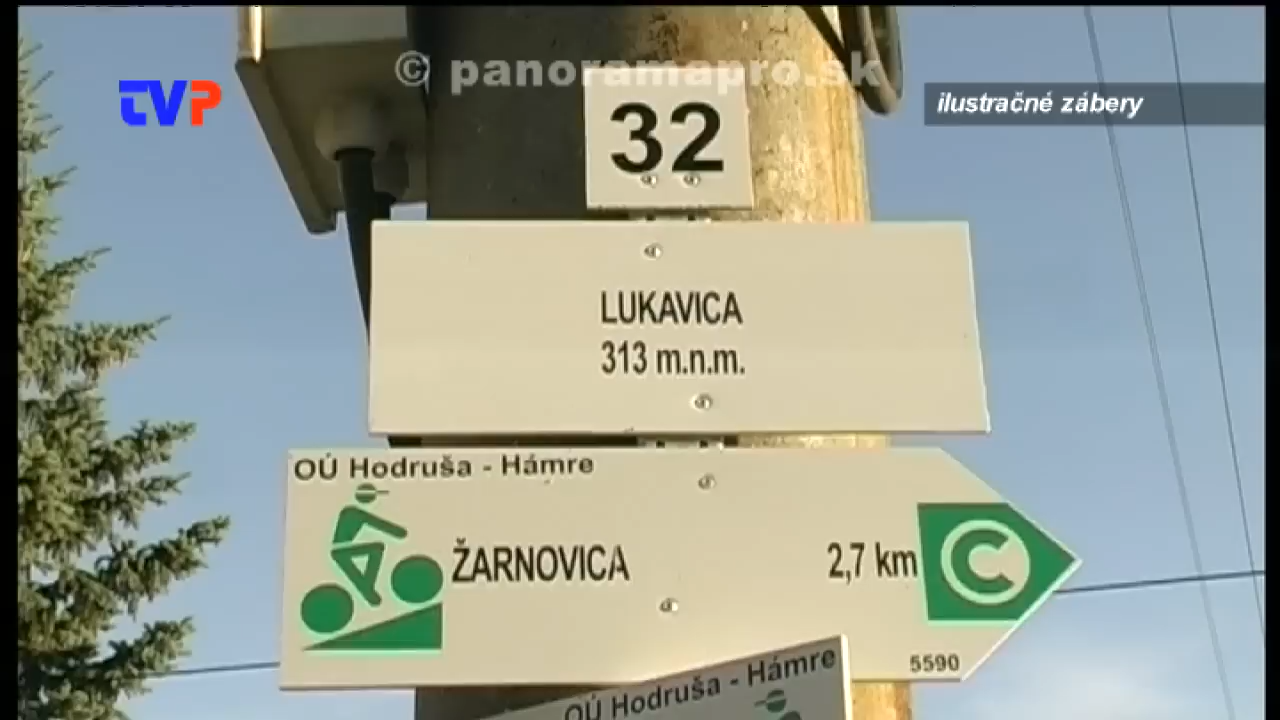 © panoramapro.sk
TVP
ilustračné zábery
32
LUKAVICA
313 m.n.m.
OÚ Hodruša - Hámre
ŽARNOVICA
2,7 km
C
5590
OÚ Hodruša - Hámre